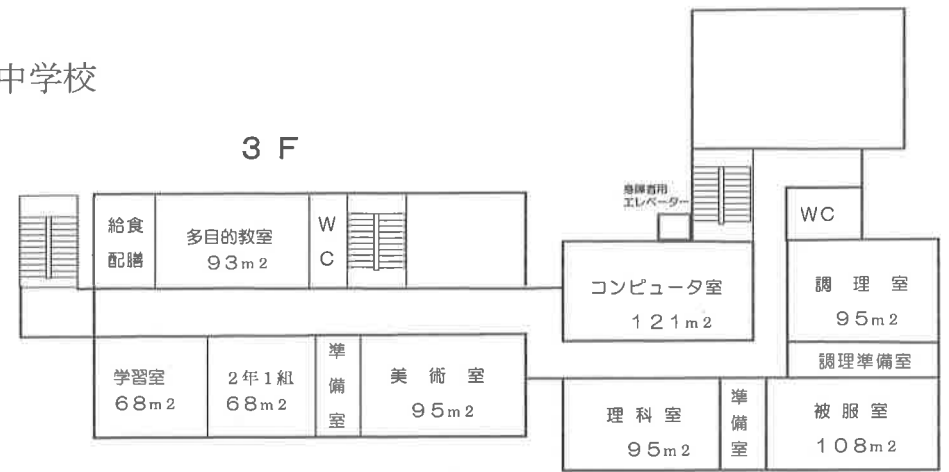 中学校
3F
身障者用
エレベーター
WC
給食
配膳
多目的教室
93m2
W
C
コンピュータ室
121m2
調理室
95m2
調理準備室
学習室
68m2
2年1組
68m2
準
備
室
美術室
95m2
理科室
95m2
準
備
室
被服室
108m2